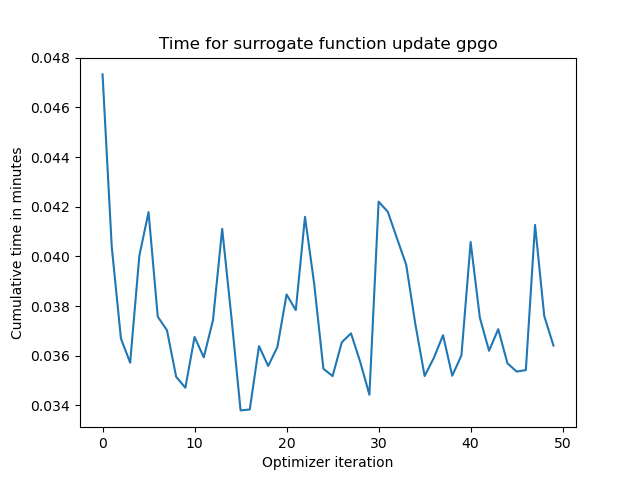 Time for surrogate function update gpgo
0.048
0.046
0.044
0.042
0.040
0.038
0.036
0.034
Cumulative time in minutes
0 10 20 30 40 50
Optimizer iteration